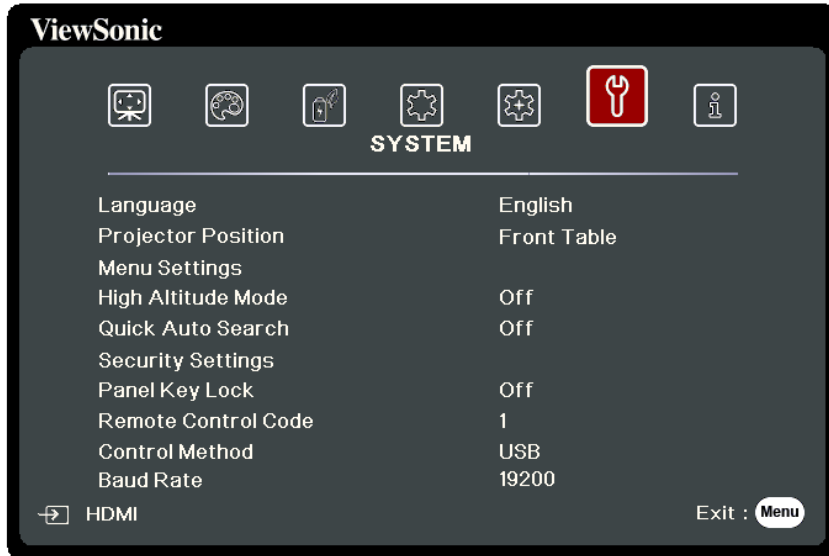 ViewSonic
SYSTEM
Language English
Projector Position Front Table
Menu Settings
High Altitude Mode Off
Quick Auto Search Off
Security Settings
Panel Key Lock Off
Remote Control Code 1
Control Method USB
Baud Rate 19200
HDMI Exit : Menu